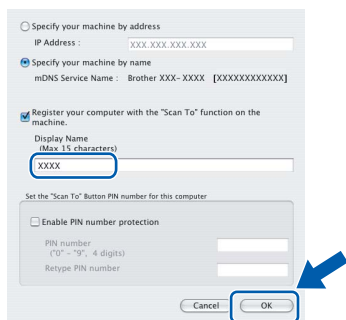 Specify your machine by address
IP Address :
XXX.XXX.XXX.XXX
Specify your machine by name
mDNS Service Name : Brother XXX-XXXX [XXXXXXXXXXXX]
Register your computer with the "Scan To" function on the
machine.
Display Name
(Max 15 characters)
XXXX
Set the "Scan To" Button PIN number for this computer
Enable PIN number protection
PIN number
("0" - "9", 4 digits)
Retype PIN number
Cancel OK